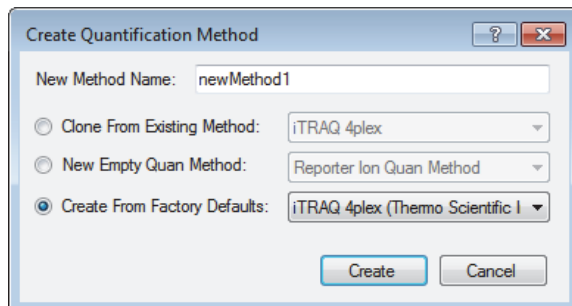 Create Quantification Method
New Method Name: newMethod1
Clone From Existing Method: iTRAQ 4plex
New Empty Quan Method: Reporter Ion Quan Method
Create From Factory Defaults: iTRAQ 4plex (Thermo Scientific I
Create Cancel